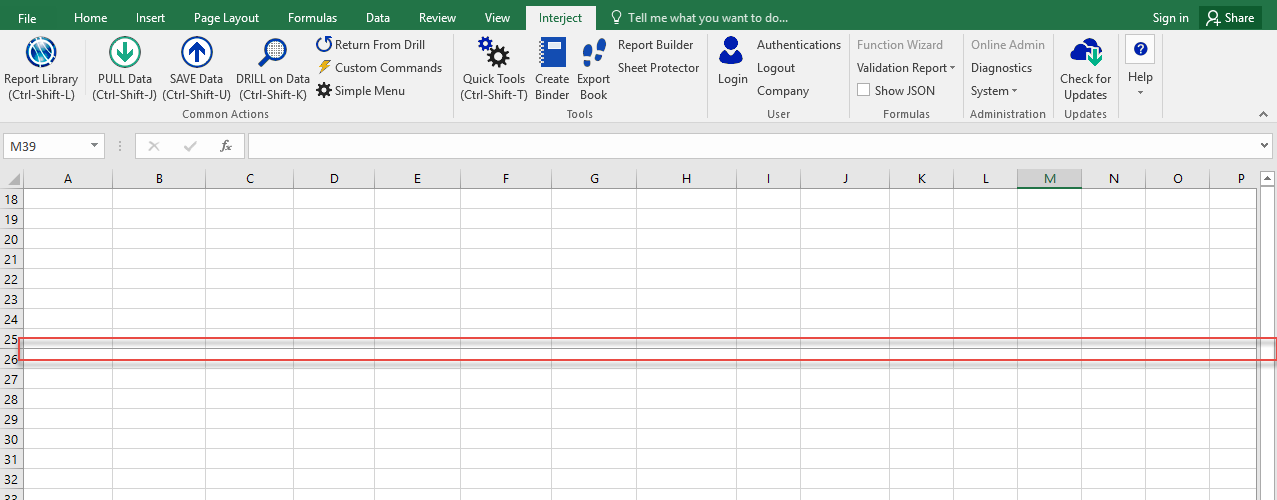 File Home Insert Page Layout Formulas Data Review View Interject Tell me what you want to do... Sign in Share
Report Library
(Ctrl-Shift-L)
PULL Data
(Ctrl-Shift-J)
SAVE Data
(Ctrl-Shift-U)
DRILL on Data
(Ctrl-Shift-K)
Return From Drill
Custom Commands
Simple Menu
Common Actions
Quick Tools
(Ctrl-Shift-T)
Create
Binder
Export
Book
Report Builder
Sheet Protector
Tools
Login
Authentications
Logout
Company
User
Function Wizard
Validation Report
Show JSON
Formulas
Online Admin
Diagnostics
System
Administration
Check for
Updates
Updates
?
Help
M39 fx
A B C D E F G H I J K L M N O P
18
19
20
21
22
23
24
25
26
27
28
29
30
31
32
33